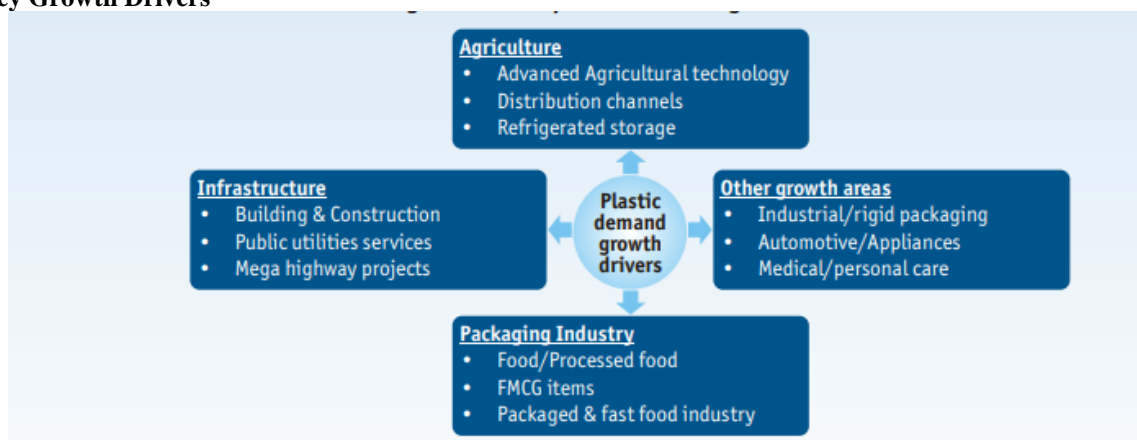 Growth Drivers
Agriculture
• Advanced Agricultural technology
• Distribution channels
• Refrigerated storage
Infrastructure
• Building & Construction
• Public utilities services
• Mega highway projects
Plastic
demand
growth
drivers
Other growth areas
• Industrial/rigid packaging
• Automotive/Appliances
• Medical/personal care
Packaging Industry
• Food/Processed food
• FMCG items
• Packaged & fast food industry